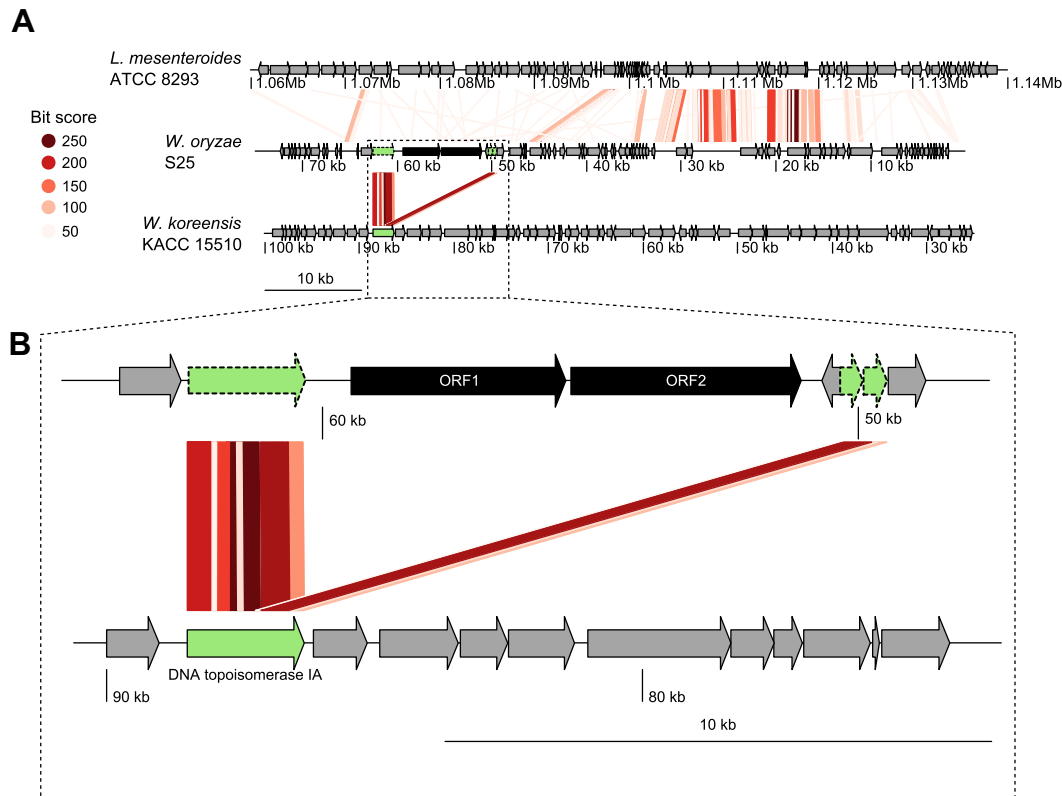 A
L. mesenteroides
ATCC 8293
1.06Mb 1.07Mb 1.08Mb 1.09Mb 1.1 Mb 1.11Mb 1.12 Mb 1.13Mb 1.14Mb
Bit score
250
200
150
100
50
W. oryzae
S25
70 kb 60 kb 50 kb 40 kb 30 kb 20 kb 10 kb
W. koreensis
KACC 15510
100 kb 90 kb 80 kb 70 kb 60 kb 50 kb 40 kb 30 kb
10 kb
B
ORF1 ORF2
60 kb 50 kb
DNA topoisomerase IA
90 kb 80 kb
10 kb